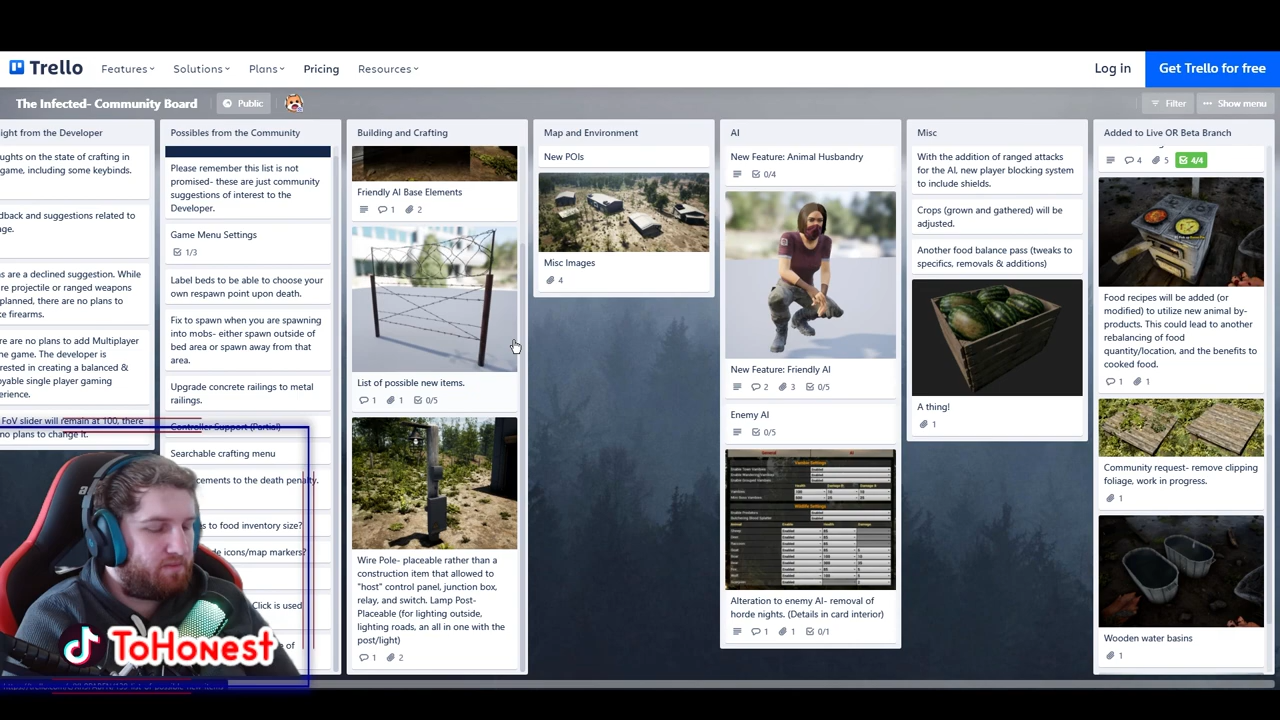 Trello
Features
Solutions
Plans
Pricing
Resources
Log in
Get Trello for free
The Infected- Community Board
Public
Filter
Show menu
ight from the Developer
ughts on the state of crafting in
game, including some keybinds.
dback and suggestions related to
ge.
s are a declined suggestion. While
re projectile or ranged weapons
planned, there are no plans to
e firearms.
re are no plans to add Multiplayer
he game. The developer is
rested in creating a balanced &
yable single player gaming
erience.
FoV slider will remain at 100, there
no plans to change it.
Possibles from the Community
Please remember this list is not
promised- these are just community
suggestions of interest to the
Developer.
Game Menu Settings
1/3
Label beds to be able to choose your
own respawn point upon death.
Fix to spawn when you are spawning
into mobs- either spawn outside of
bed area or spawn away from that
area.
Upgrade concrete railings to metal
railings.
Controller Support (Partial)
Searchable crafting menu
cements to the death penalty.
s to food inventory size?
le icons/map markers?
Click is used
e of
Building and Crafting
Friendly AI Base Elements
1 2
List of possible new items.
1 1 0/5
Wire Pole- placeable rather than a
construction item that allowed to
"host" control panel, junction box,
relay, and switch. Lamp Post-
Placeable (for lighting outside,
lighting roads, an all in one with the
post/light)
1 2
Map and Environment
New POIs
Misc Images
4
AI
New Feature: Animal Husbandry
0/4
New Feature: Friendly AI
2 3 0/5
Enemy AI
0/5
Alteration to enemy AI- removal of
horde nights. (Details in card interior)
1 1 0/1
Misc
With the addition of ranged attacks
for the AI, new player blocking system
to include shields.
Crops (grown and gathered) will be
adjusted.
Another food balance pass (tweaks to
specifics, removals & additions)
A thing!
1
Added to Live OR Beta Branch
4 5 4/4
Food recipes will be added (or
modified) to utilize new animal by-
products. This could lead to another
rebalancing of food
quantity/location, and the benefits to
cooked food.
1 1
Community request- remove clipping
foliage, work in progress.
1
Wooden water basins
1
ToHonest